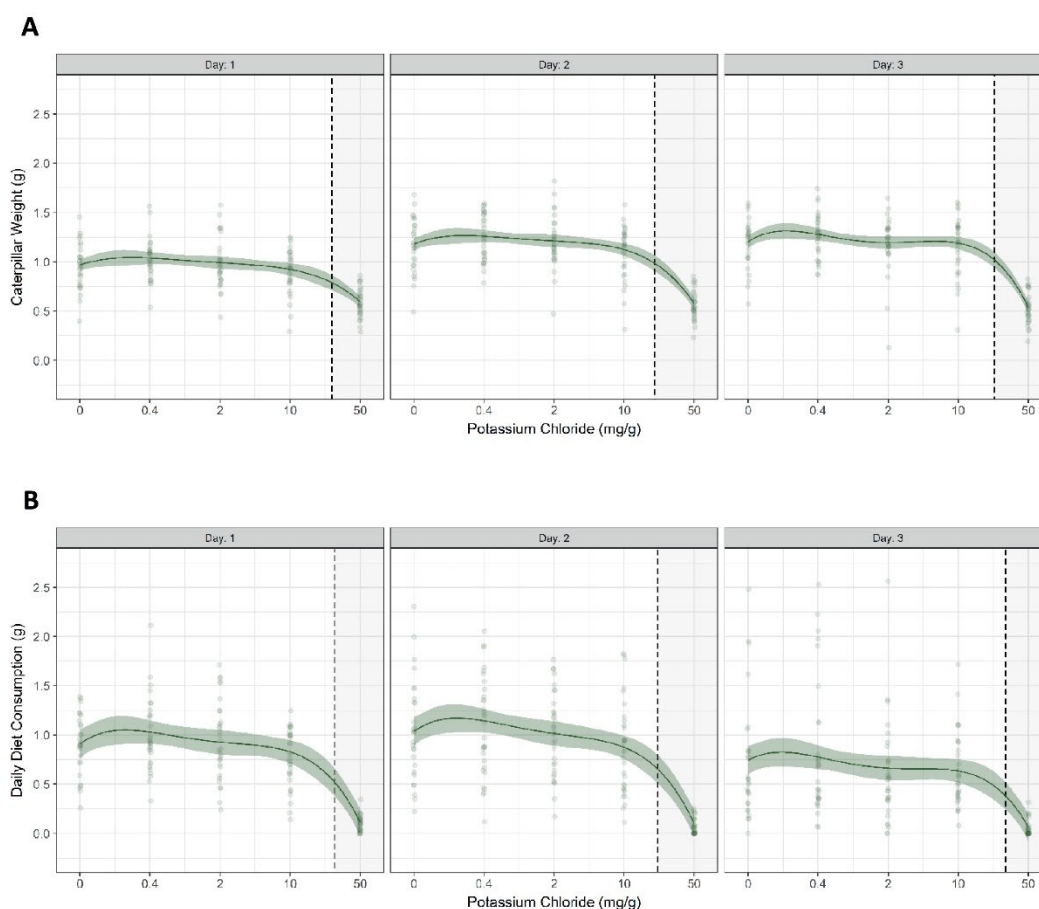 A
Day: 1
Day: 2
Day: 3
Caterpillar Weight (g)
2.5
2.0
1.5
1.0
0.5
0.0
0 0.4 2 10 50
0 0.4 2 10 50
0 0.4 2 10 50
Potassium Chloride (mg/g)
B
Day: 1
Day: 2
Day: 3
Daily Diet Consumption (g)
2.5
2.0
1.5
1.0
0.5
0.0
0 0.4 2 10 50
0 0.4 2 10 50
0 0.4 2 10 50
Potassium Chloride (mg/g)